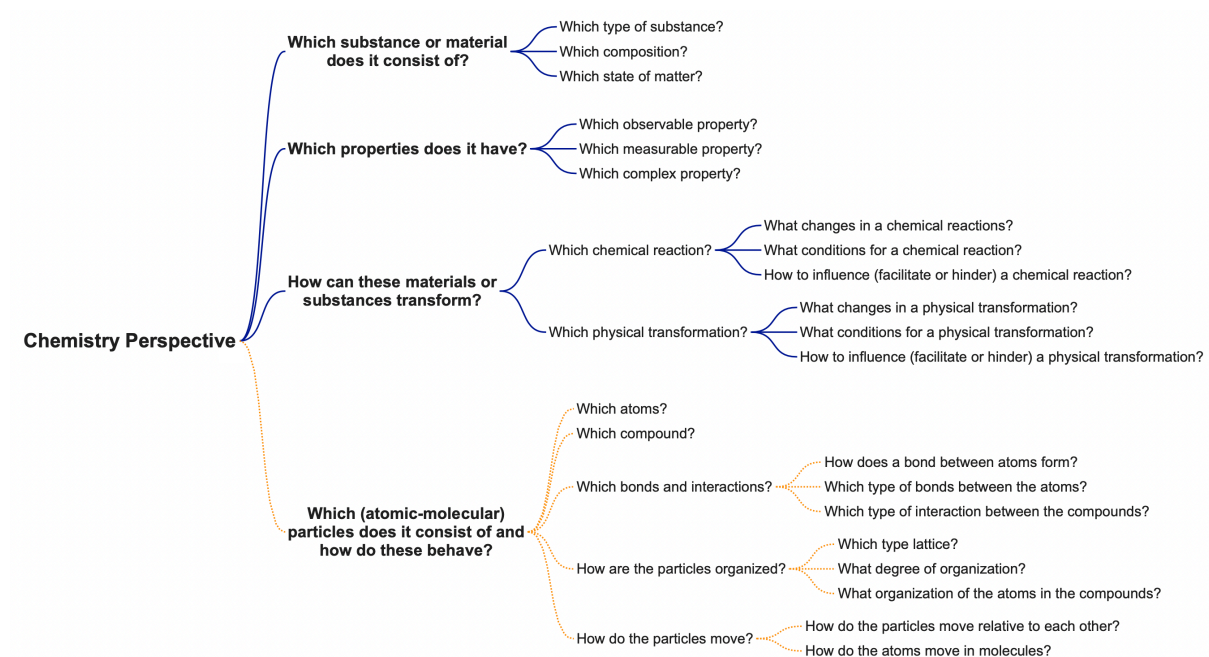 Chemistry Perspective
Which substance or material
does it consist of?
Which type of substance?
Which composition?
Which state of matter?
Which properties does it have?
Which observable property?
Which measurable property?
Which complex property?
How can these materials or
substances transform?
Which chemical reaction?
What changes in a chemical reactions?
What conditions for a chemical reaction?
How to influence (facilitate or hinder) a chemical reaction?
Which physical transformation?
What changes in a physical transformation?
What conditions for a physical transformation?
How to influence (facilitate or hinder) a physical transformation?
Which (atomic-molecular)
particles does it consist of and
how do these behave?
Which atoms?
Which compound?
Which bonds and interactions?
How does a bond between atoms form?
Which type of bonds between the atoms?
Which type of interaction between the compounds?
How are the particles organized?
Which type lattice?
What degree of organization?
What organization of the atoms in the compounds?
How do the particles move?
How do the particles move relative to each other?
How do the atoms move in molecules?